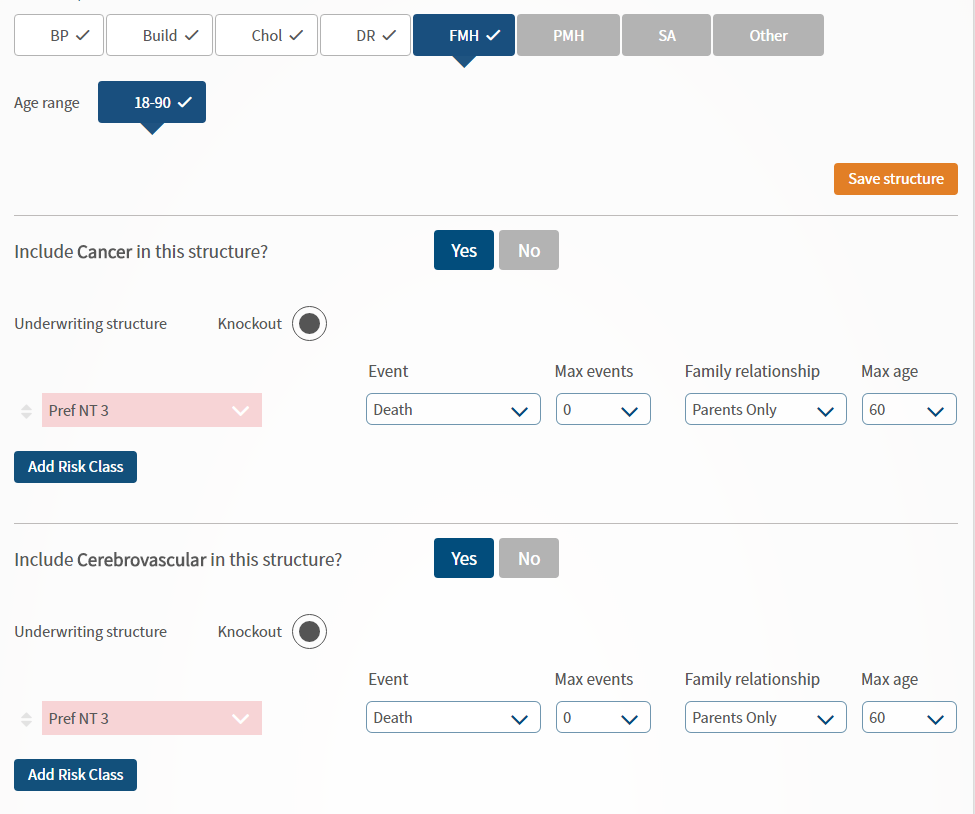 BP Build Chol DR FMH PMH SA Other
Age range 18-90
Save structure
Include Cancer in this structure? Yes No
Underwriting structure Knockout
Event Max events Family relationship Max age
Pref NT 3 Death 0 Parents Only 60
Add Risk Class
Include Cerebrovascular in this structure? Yes No
Underwriting structure Knockout
Event Max events Family relationship Max age
Pref NT 3 Death 0 Parents Only 60
Add Risk Class